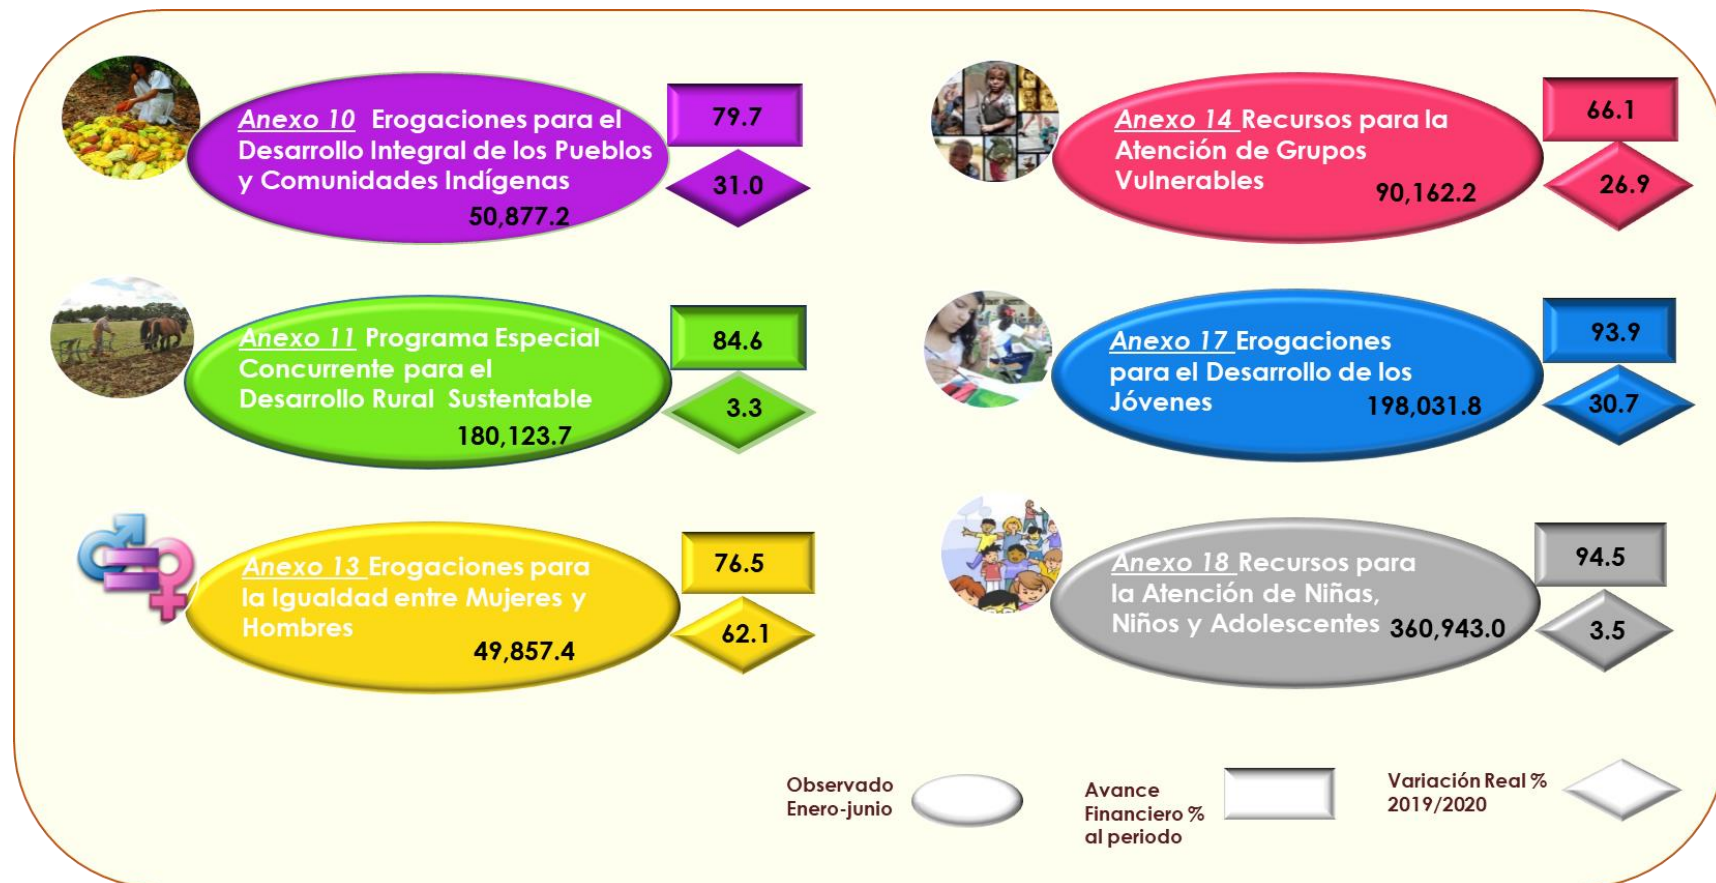 Anexo 10 Erogaciones para el
Desarrollo Integral de los Pueblos
y Comunidades Indígenas
50,877.2
79.7
31.0
Anexo 14 Recursos para la
Atención de Grupos
Vulnerables
90,162.2
66.1
26.9
Anexo 11 Programa Especial
Concurrente para el
Desarrollo Rural Sustentable
180,123.7
84.6
3.3
Anexo 17 Erogaciones
para el Desarrollo de los
Jóvenes
198,031.8
93.9
30.7
Anexo 13 Erogaciones para
la Igualdad entre Mujeres y
Hombres
49,857.4
76.5
62.1
Anexo 18 Recursos para
la Atención de Niñas,
Niños y Adolescentes
360,943.0
94.5
3.5
Observado
Enero-junio
Avance
Financiero %
al periodo
Variación Real %
2019/2020